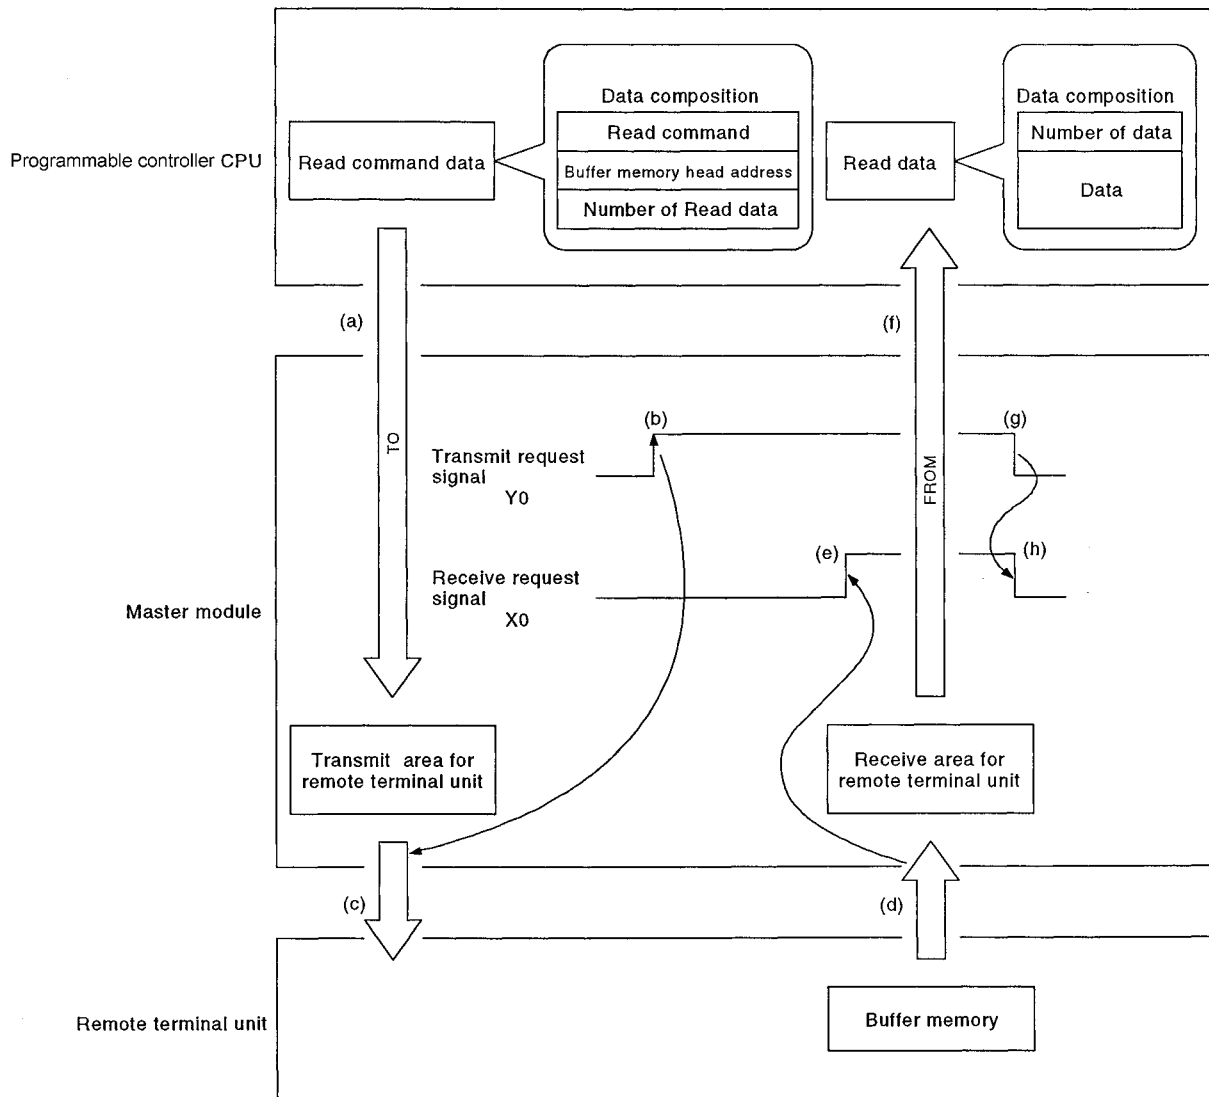 Programmable controller CPU
Read command data
Data composition
Read command
Buffer memory head address
Number of Read data
Read data
Data composition
Number of data
Data
(a)
(f)
TO
FROM
(b)
(g)
Transmit request
signal
Y0
(e)
(h)
Receive request
signal
X0
Master module
Transmit area for
remote terminal unit
Receive area for
remote terminal unit
(c)
(d)
Remote terminal unit
Buffer memory